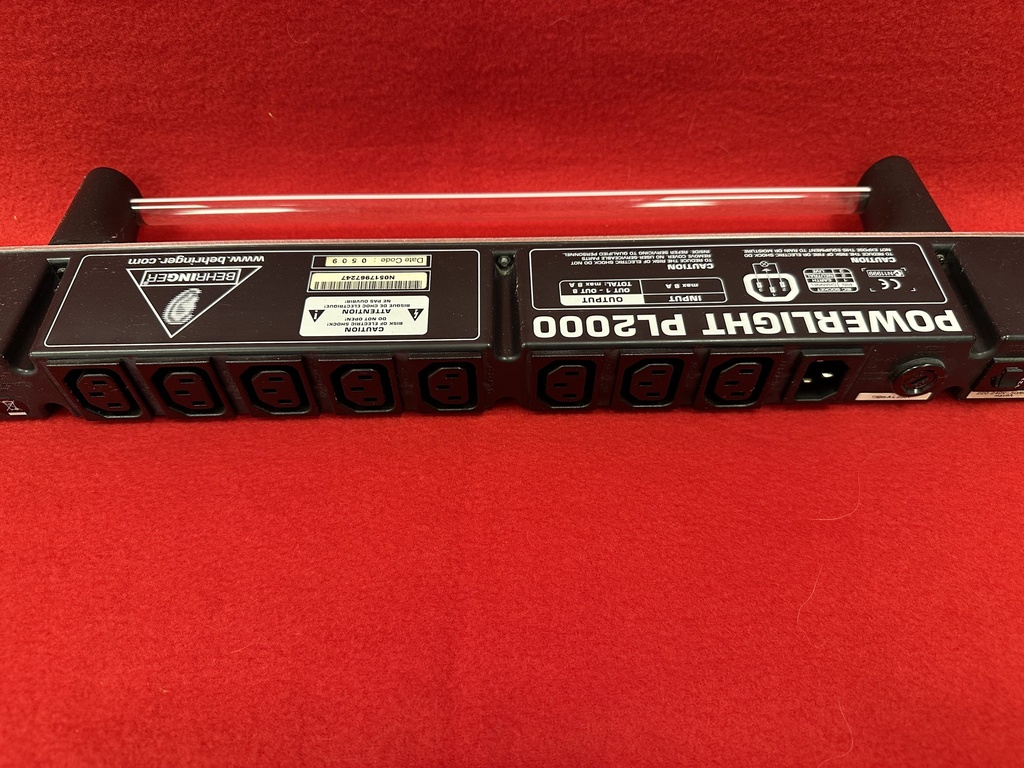 POWERLIGHT PL2000
INPUT
max 8 A
OUTPUT
OUT 1 - OUT 8
TOTAL: max 8 A
CAUTION
TO REDUCE THE RISK OF ELECTRIC SHOCK DO NOT
REMOVE COVER. NO USER SERVICEABLE PARTS
INSIDE. REFER SERVICING TO QUALIFIED PERSONNEL.
CAUTION
TO REDUCE THE RISK OF FIRE OR ELECTRIC SHOCK DO
NOT EXPOSE THIS EQUIPMENT TO RAIN OR MOISTURE.
CE
N11996
CAUTION
RISK OF ELECTRIC SHOCK!
DO NOT OPEN!
ATTENTION
RISQUE DE CHOC ELECTRIQUE!
NE PAS OUVRIR!
N0517967247
Date Code : 0509
BEHRINGER
www.behringer.com